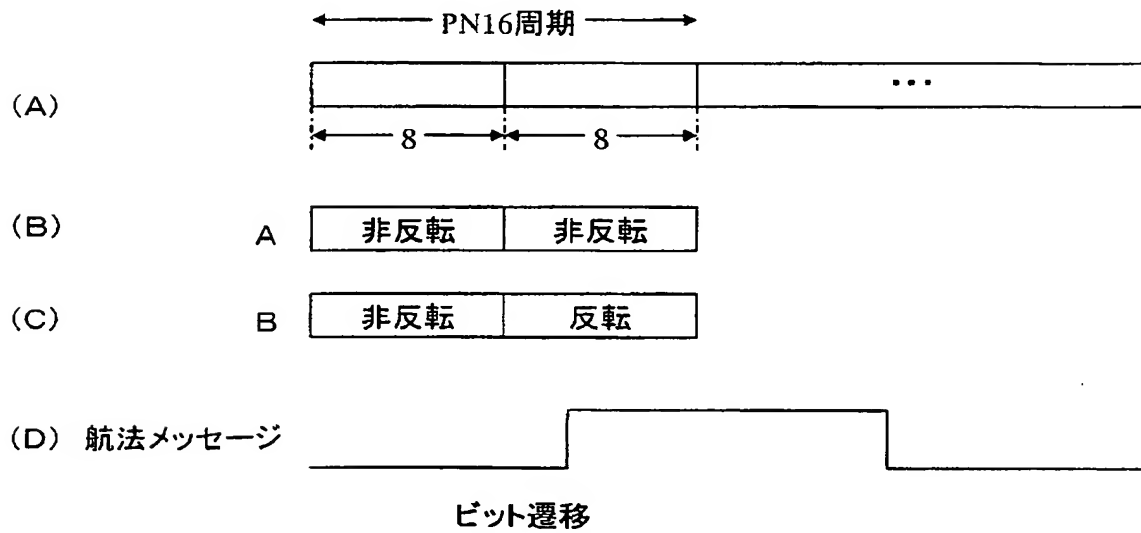 PN16周期
(A)
...
8 8
(B) A 非反転 非反転
(C) B 非反転 反転
(D) 航法メッセージ
ビット遷移